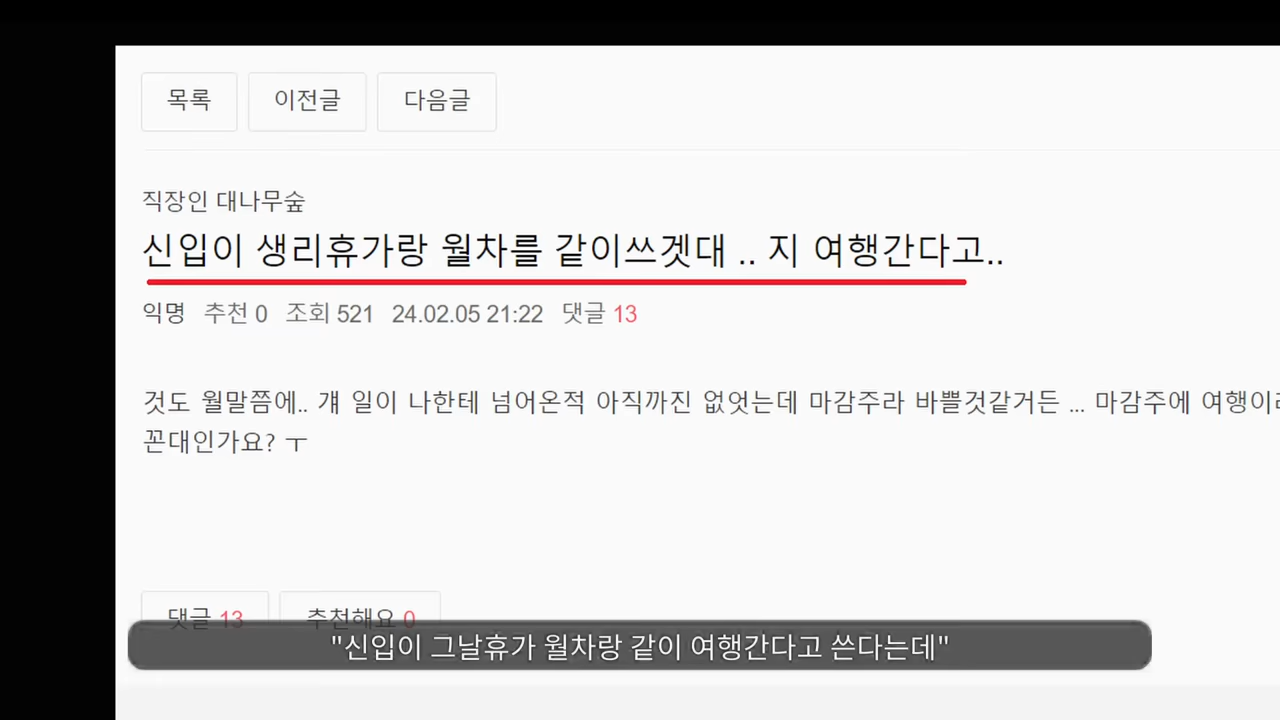 목록 이전글 다음글
직장인 대나무숲
신입이 생리휴가랑 월차를 같이쓰겟대 .. 지 여행간다고..
익명 추천 0 조회 521 24.02.05 21:22 댓글 13
것도 월말쯤에.. 걔 일이 나한테 넘어온적 아직까진 없엇는데 마감주라 바쁠것같거든 ... 마감주에
꼰대인가요? ㅜ
댓글 13 추천해요 0
"신입이 그날휴가 월차랑 같이 여행간다고 쓴다는데"